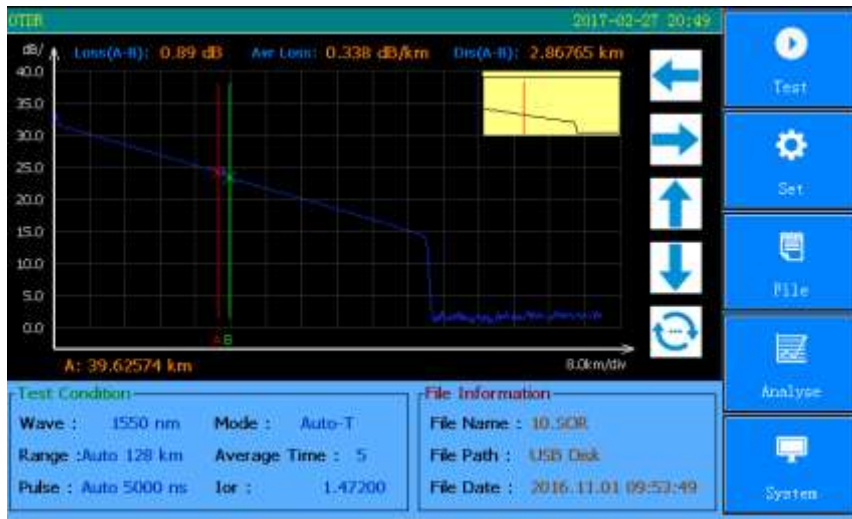 OTDR 2017-02-27 20:49
dB/ Loss(A-B): 0.89 dB Avr Loss: 0.338 dB/km Dis(A-B): 2.86765 km
40.0
35.0
30.0
25.0
20.0
15.0
10.0
5.0
0.0
A B
A: 39.62574 km 8.0km/div
Test
Set
File
Analyse
System
Test Condition
Wave : 1550 nm Mode : Auto-T
Range :Auto 128 km Average Time : 5
Pulse : Auto 5000 ns Ior : 1.47200
File Information
File Name : 10.SOR
File Path : USB Disk
File Date : 2016.11.01 09:53:49